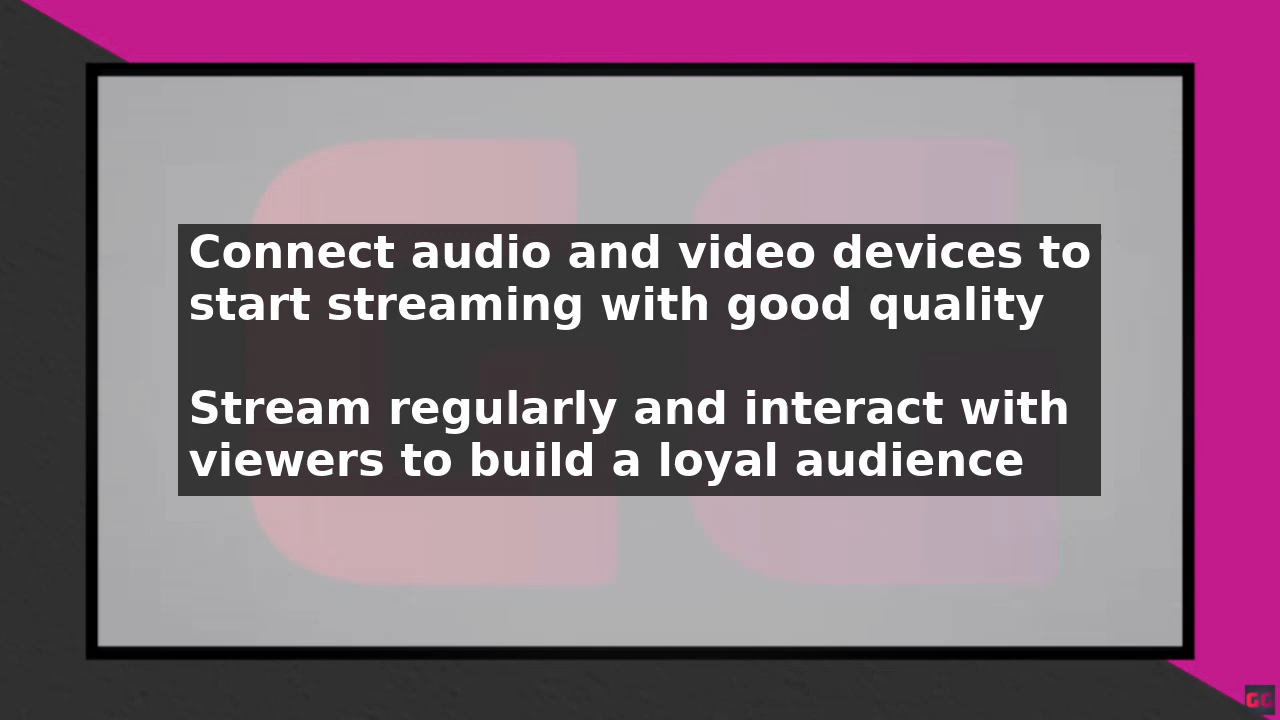 Connect audio and video devices to
start streaming with good quality
Stream regularly and interact with
viewers to build a loyal audience
GG